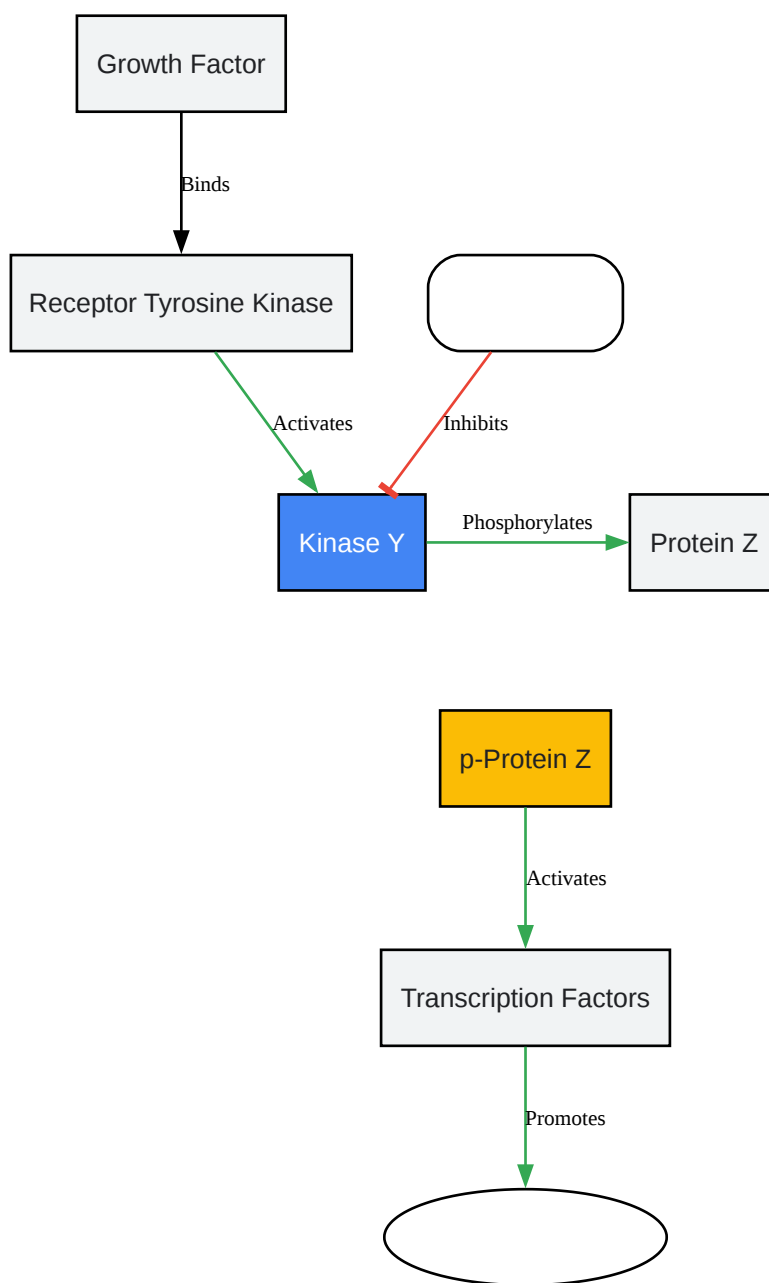 Growth Factor
Binds
Receptor Tyrosine Kinase
Activates
Inhibits
Kinase Y
Phosphorylates
Protein Z
p-Protein Z
Activates
Transcription Factors
Promotes